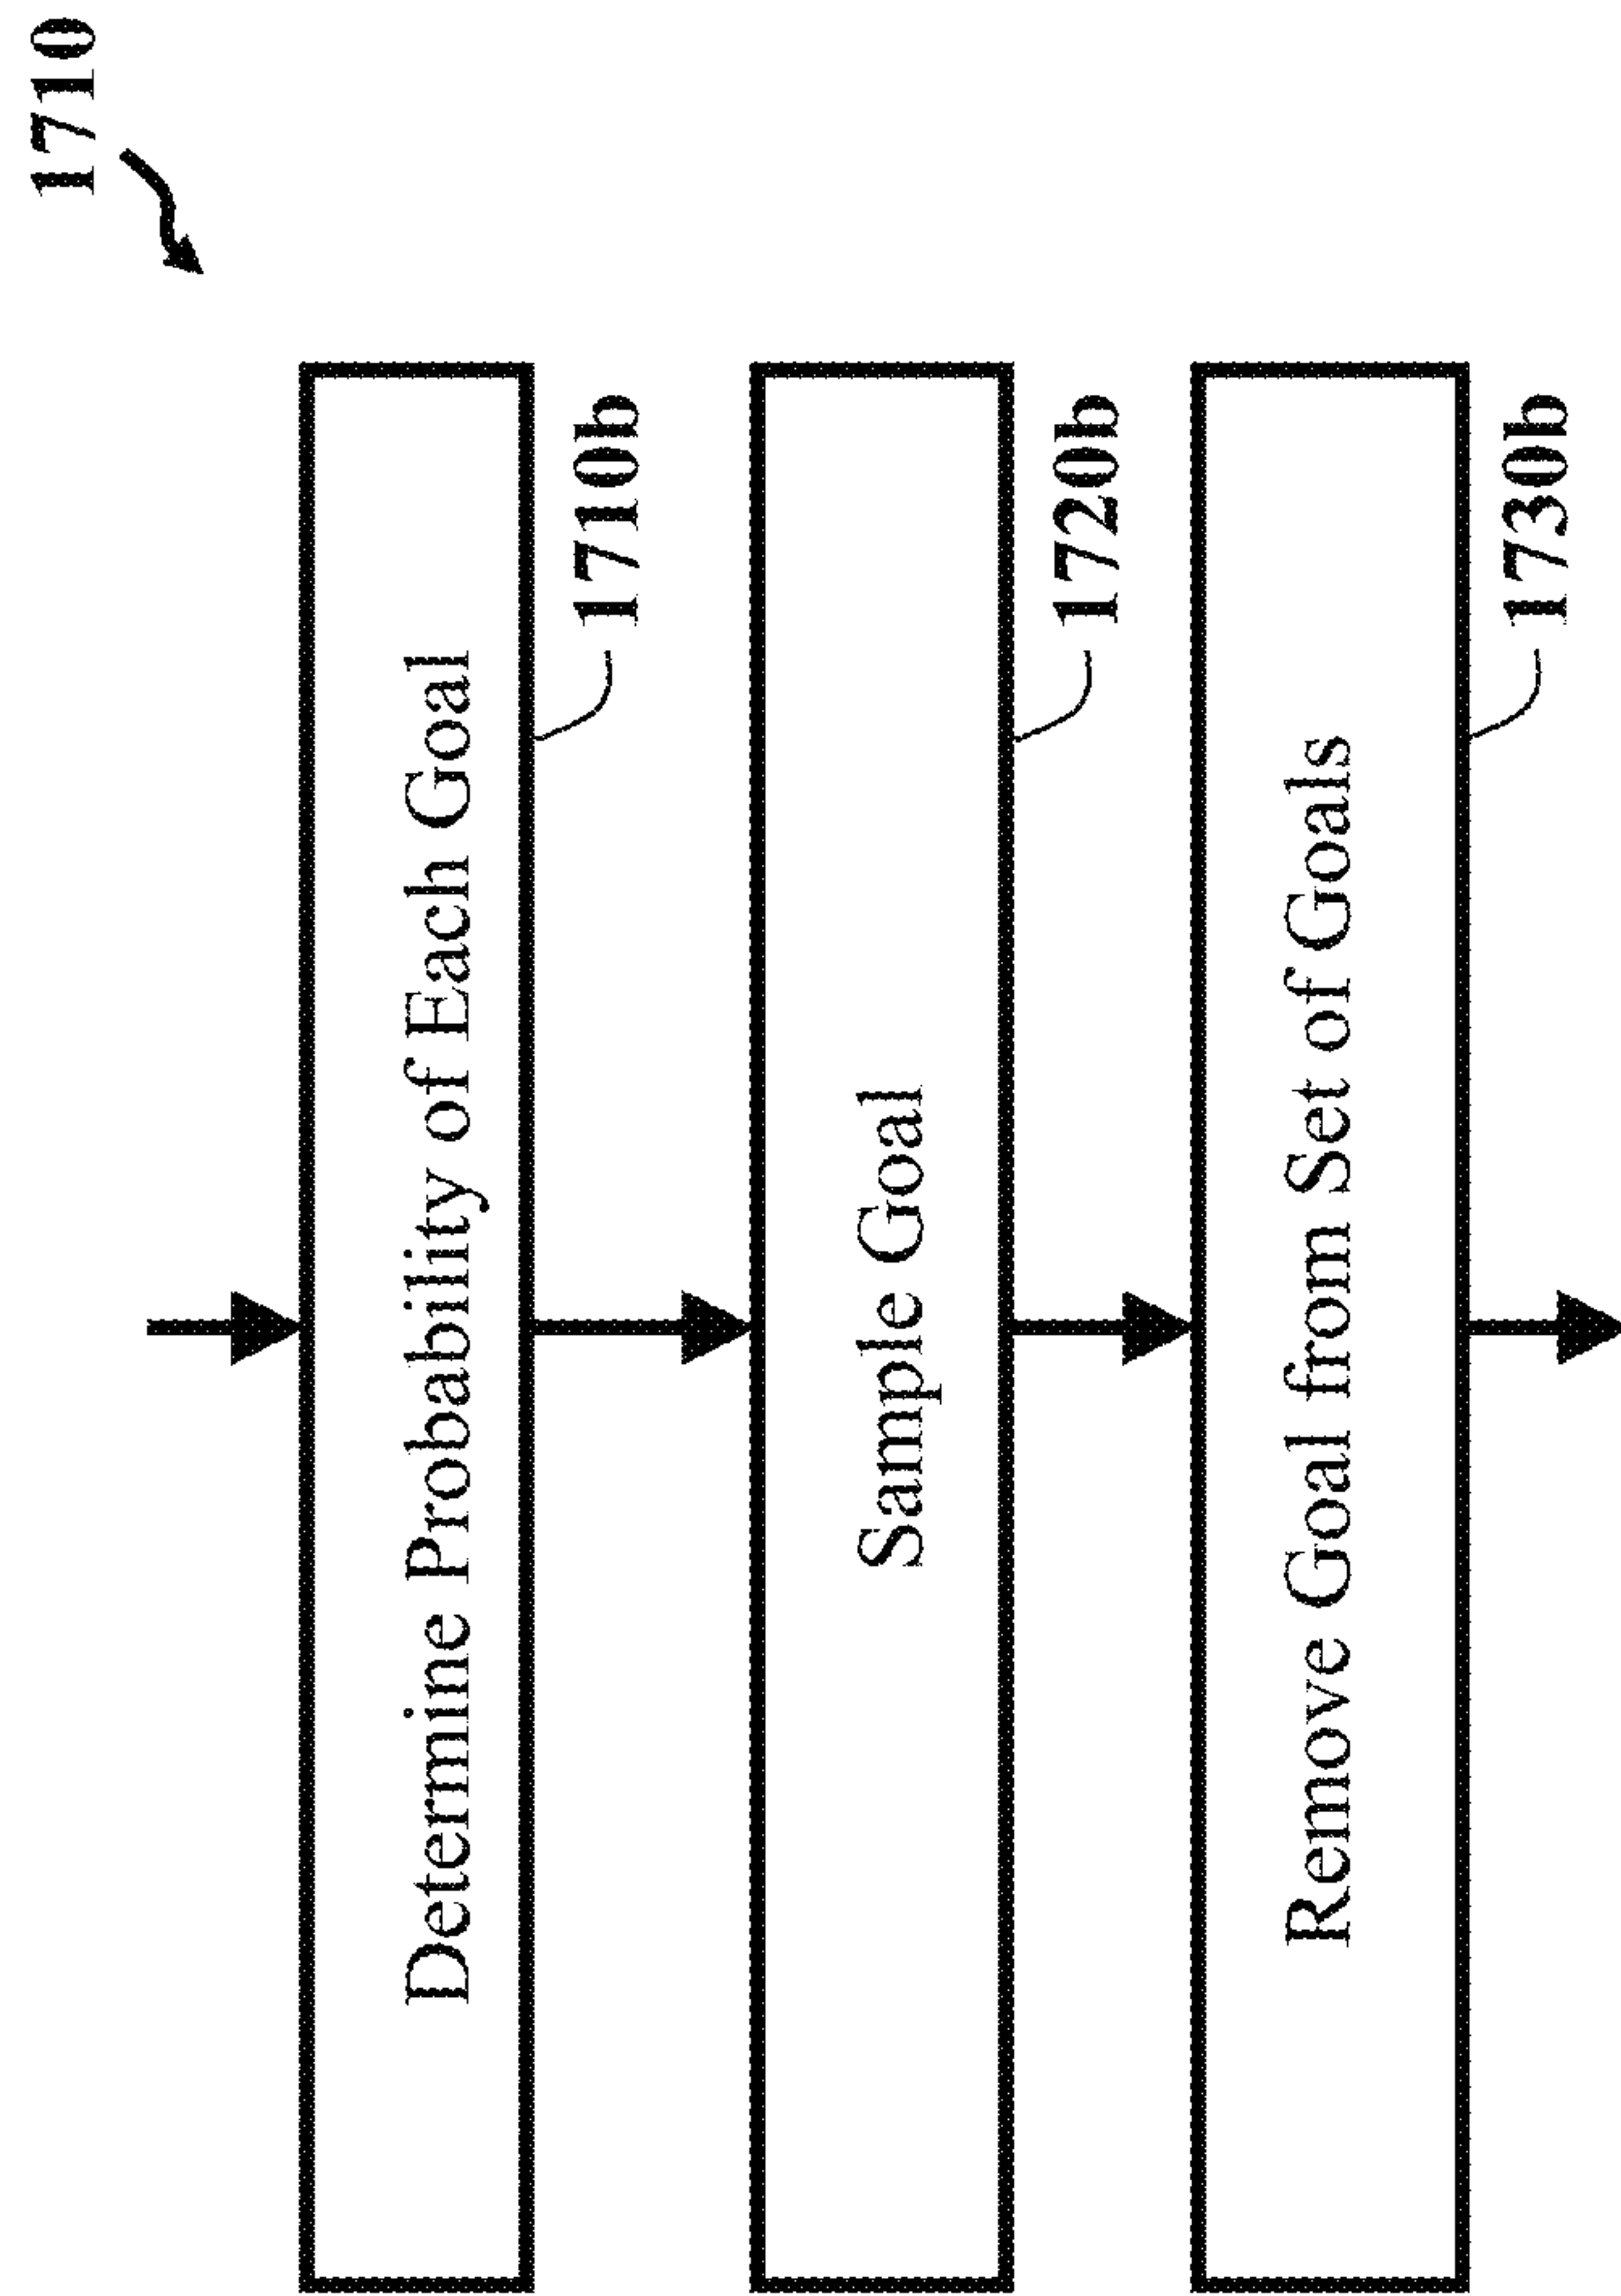 1710
Determine Probability of Each Goal
1710b
Sample Goal
1720b
Remove Goal from Set of Goals
1730b